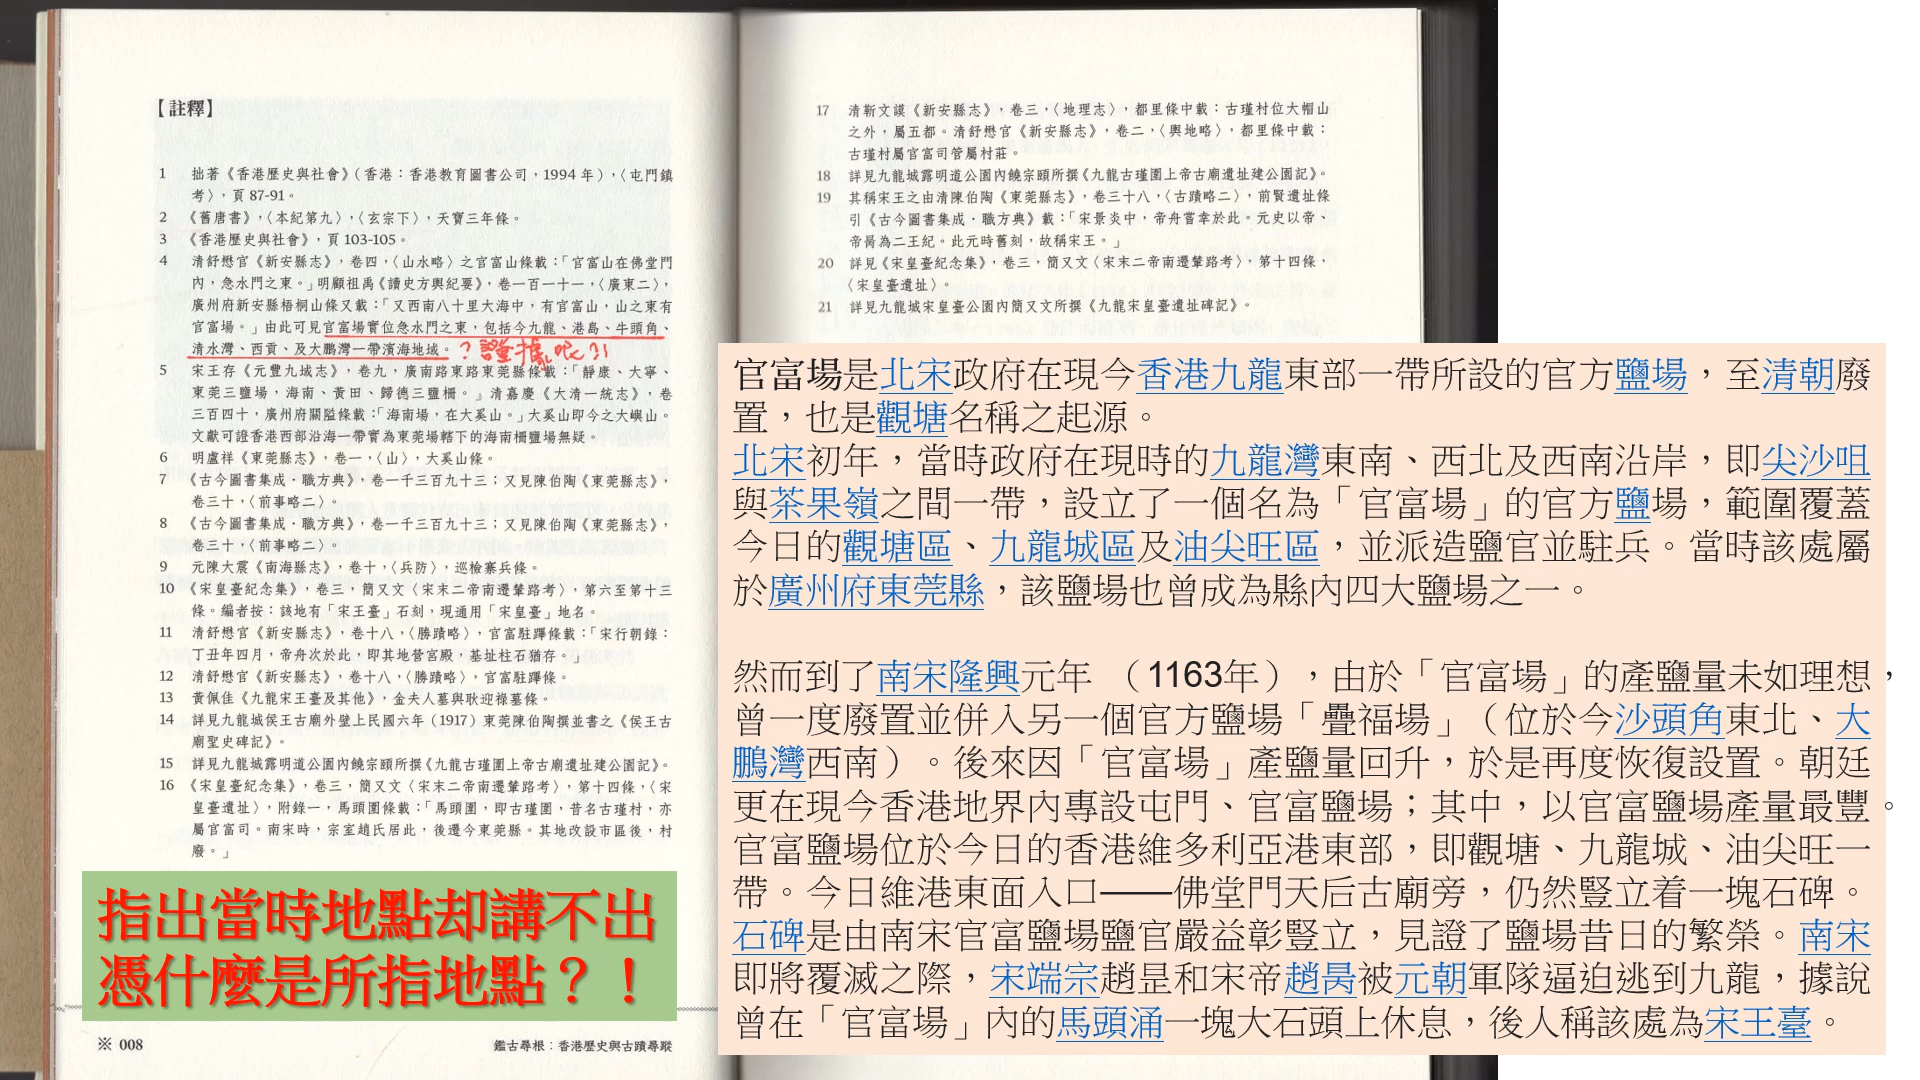 【註釋】
1 拙著《香港歷史與社會》（香港：香港教育圖書公司，1994 年），〈屯門鎮
考〉，頁 87-91。
2 《舊唐書》，〈本紀第九〉，〈玄宗下〉，天寶三年條。
3 《香港歷史與社會》，頁 103-105。
4 清舒懋官《新安縣志》，卷四，〈山水略〉之官富山條載：「官富山在佛堂門
內，急水門之東。」明顧祖禹《讀史方輿紀要》，卷一百一十一，〈廣東二〉，
廣州府新安縣梧桐山條又載：「又西南八十里大海中，有官富山，山之東有
官富場。」由此可見官富場實位急水門之東，包括今九龍、港島、牛頭角、
清水灣、西貢、及大鵬灣一帶濱海地域。？證據呢？!
5 宋王存《元豐九域志》，卷九，廣南路東路東莞縣條載：「靜康、大寧、
東莞三鹽場，海南、黃田、歸德三鹽柵。」清嘉慶《大清一統志》，卷
三百四十，廣州府關隘條載：「海南場，在大奚山。」大奚山即今之大嶼山。
文獻可證香港西部沿海一帶實為東莞場轄下的海南柵鹽場無疑。
6 明盧祥《東莞縣志》，卷一，〈山〉，大奚山條。
7 《古今圖書集成．職方典》，卷一千三百九十三；又見陳伯陶《東莞縣志》，
卷三十，〈前事略二〉。
8 《古今圖書集成．職方典》，卷一千三百九十三；又見陳伯陶《東莞縣志》，
卷三十，〈前事略二〉。
9 元陳大震《南海縣志》，卷十，〈兵防〉，巡檢寨兵條。
10 《宋皇臺紀念集》，卷三，簡又文〈宋末二帝南遷輦路考〉，第六至第十三
條。編者按：該地有「宋王臺」石刻，現通用「宋皇臺」地名。
11 清舒懋官《新安縣志》，卷十八，〈勝蹟略〉，官富駐蹕條載：「宋行朝錄：
丁丑年四月，帝舟次於此，即其地營宮殿，基址柱石猶存。」
12 清舒懋官《新安縣志》，卷十八，〈勝蹟略〉，官富駐蹕條。
13 黃佩佳《九龍宋王臺及其他》，金夫人墓與耿迎祿墓條。
14 詳見九龍城侯王古廟外壁上民國六年（1917）東莞陳伯陶撰並書之《侯王古
廟聖史碑記》。
15 詳見九龍城露明道公園內饒宗頤所撰《九龍古瑾圍上帝古廟遺址建公園記》。
16 《宋皇臺紀念集》，卷三，簡又文〈宋末二帝南遷輦路考〉，第十四條，〈宋
皇臺遺址〉，附錄一，馬頭圍條載：「馬頭圍，即古瑾圍，昔名古瑾村，亦
屬官富司。南宋時，宗室趙氏居此，後遷今東莞縣。其地改設市區後，村
廢。」
指出當時地點却講不出
憑什麼是所指地點？！
※ 008
鑑古尋根：香港歷史與古蹟尋蹤
17 清靳文謨《新安縣志》，卷三，〈地理志〉，都里條中載：古瑾村位大帽山
之外，屬五都。清舒懋官《新安縣志》，卷二，〈輿地略〉，都里條中載：
古瑾村屬官富司管屬村莊。
18 詳見九龍城露明道公園內饒宗頤所撰《九龍古瑾圍上帝古廟遺址建公園記》。
19 其稱宋王之由清陳伯陶《東莞縣志》，卷三十八，〈古蹟略二〉，前賢遺址條
引《古今圖書集成．職方典》載：「宋景炎中，帝舟嘗幸於此。元史以帝昰、
帝昺為二王紀。此元時舊刻，故稱宋王。」
20 詳見《宋皇臺紀念集》，卷三，簡又文〈宋末二帝南遷輦路考〉，第十四條，
〈宋皇臺遺址〉。
21 詳見九龍城宋皇臺公園內簡又文所撰《九龍宋皇臺遺址碑記》。
官富場是北宋政府在現今香港九龍東部一帶所設的官方鹽場，至清朝廢
置，也是觀塘名稱之起源。
北宋初年，當時政府在現時的九龍灣東南、西北及西南沿岸，即尖沙咀
與茶果嶺之間一帶，設立了一個名為「官富場」的官方鹽場，範圍覆蓋
今日的觀塘區、九龍城區及油尖旺區，並派造鹽官並駐兵。當時該處屬
於廣州府東莞縣，該鹽場也曾成為縣內四大鹽場之一。
然而到了南宋隆興元年 （1163年），由於「官富場」的產鹽量未如理想，
曾一度廢置並併入另一個官方鹽場「疊福場」（位於今沙頭角東北、大
鵬灣西南）。後來因「官富場」產鹽量回升，於是再度恢復設置。朝廷
更在現今香港地界內專設屯門、官富鹽場；其中，以官富鹽場產量最豐。
官富鹽場位於今日的香港維多利亞港東部，即觀塘、九龍城、油尖旺一
帶。今日維港東面入口——佛堂門天后古廟旁，仍然豎立着一塊石碑。
石碑是由南宋官富鹽場鹽官嚴益彰豎立，見證了鹽場昔日的繁榮。南宋
即將覆滅之際，宋端宗趙昰和宋帝趙昺被元朝軍隊逼迫逃到九龍，據說
曾在「官富場」內的馬頭涌一塊大石頭上休息，後人稱該處為宋王臺。